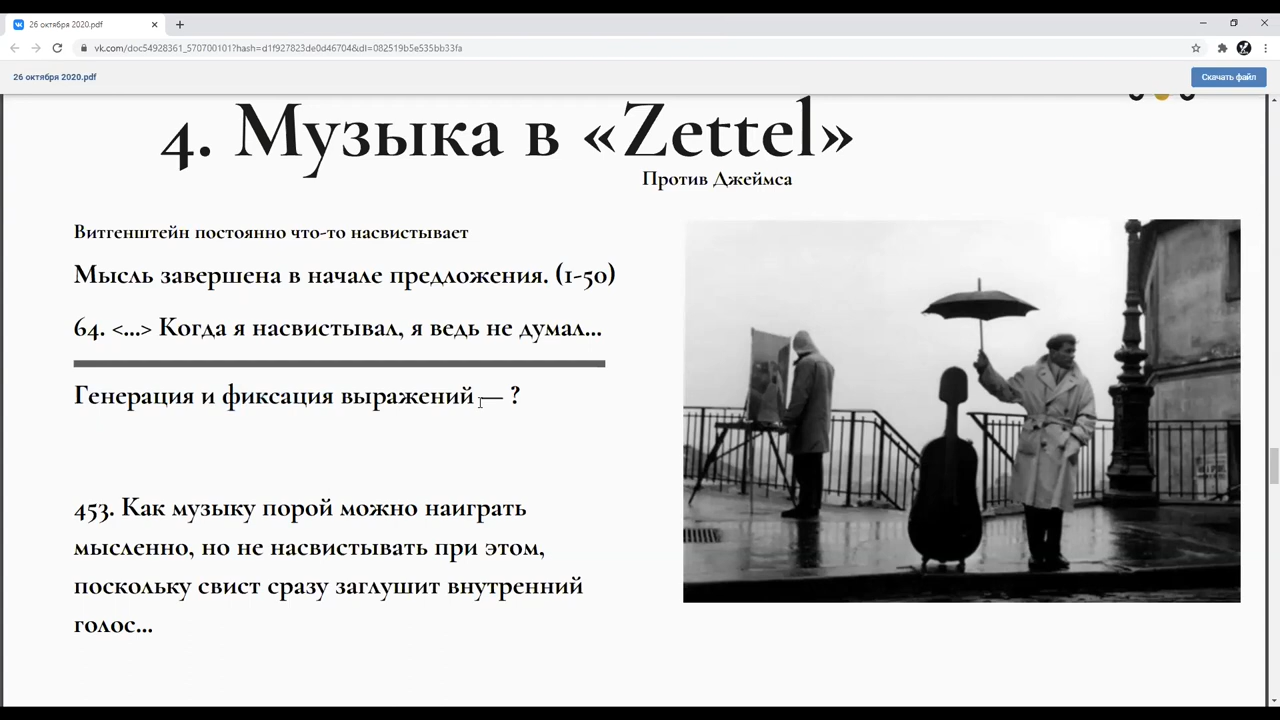 26 октября 2020.pdf
vk.com/doc54928361_570700101?hash=d1f927823de0d46704&dl=082519b5e535bb33fa
26 октября 2020.pdf
Скачать файл
4. Музыка в «Zettel»
Против Джеймса
Витгенштейн постоянно что-то насвистывает
Мысль завершена в начале предложения. (1-50)
64. <...> Когда я насвистывал, я ведь не думал...
Генерация и фиксация выражений — ?
453. Как музыку порой можно наиграть
мысленно, но не насвистывать при этом,
поскольку свист сразу заглушит внутренний
голос...